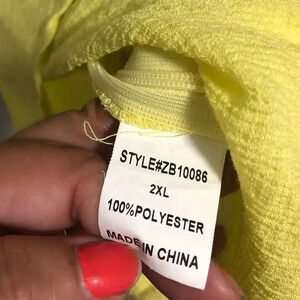 STYLE#ZB10086
2XL
100%POLYESTER
MADE IN CHINA